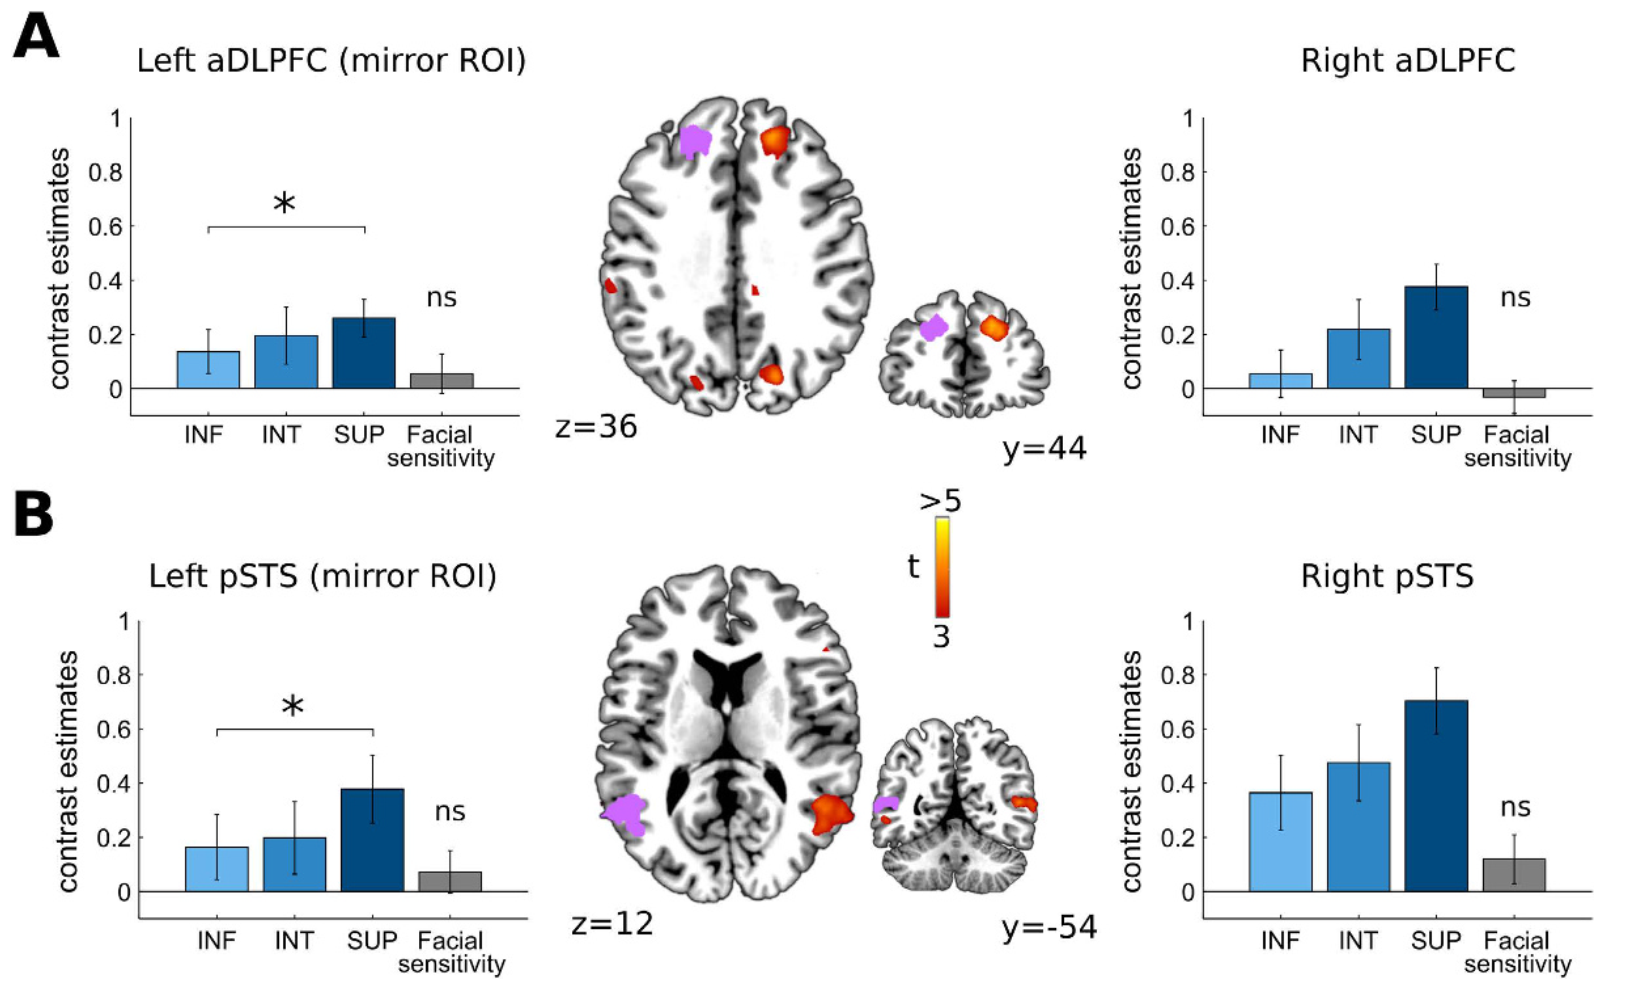 A
Left aDLPFC (mirror ROI)
Right aDLPFC
contrast estimates
1
0.8
0.6
0.4
0.2
0
*
ns
INF INT SUP Facial
sensitivity
z=36
y=44
contrast estimates
1
0.8
0.6
0.4
0.2
0
ns
INF INT SUP Facial
sensitivity
B
Left pSTS (mirror ROI)
Right pSTS
>5
t
3
contrast estimates
1
0.8
0.6
0.4
0.2
0
*
ns
INF INT SUP Facial
sensitivity
z=12
y=-54
contrast estimates
1
0.8
0.6
0.4
0.2
0
ns
INF INT SUP Facial
sensitivity